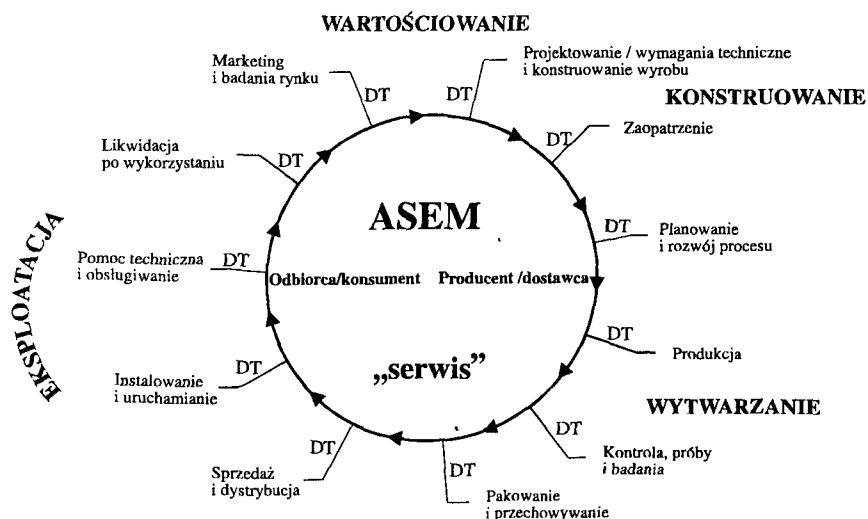 WARTOŚCIOWANIE
Marketing
i badania rynku
DT
DT
Projektowanie / wymagania techniczne
i konstruowanie wyrobu
KONSTRUOWANIE
Likwidacja
po wykorzystaniu
DT
DT
Zaopatrzenie
ASEM
EKSPLOATACJA
Pomoc techniczna
i obsługiwanie
DT
Odbiorca/konsument
Producent /dostawca
DT
Planowanie
i rozwój procesu
„serwis”
Instalowanie
i uruchamianie
DT
DT
Produkcja
WYTWARZANIE
Sprzedaż
i dystrybucja
DT
DT
Pakowanie
i przechowywanie
DT
Kontrola, próby
i badania